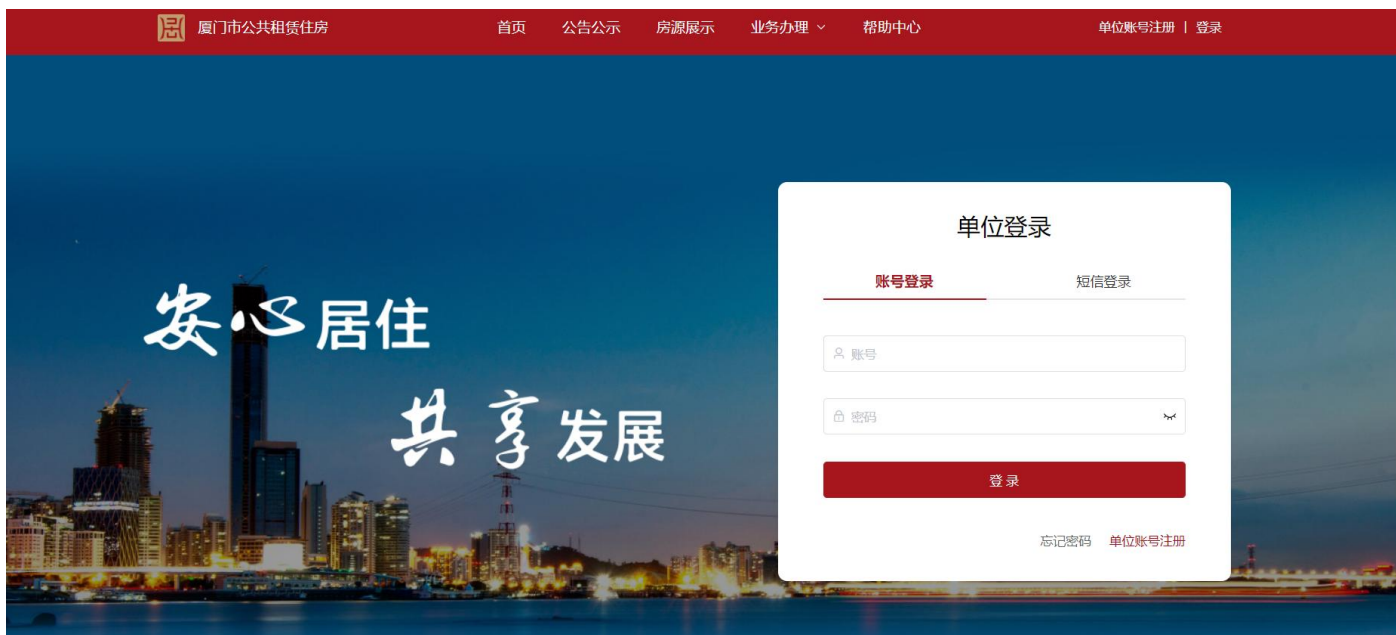 居 厦门市公共租赁住房 首页 公告公示 房源展示 业务办理 帮助中心 单位账号注册 | 登录
单位登录
账号登录 短信登录
安心居住
账号
共享发展
密码
登录
忘记密码 单位账号注册